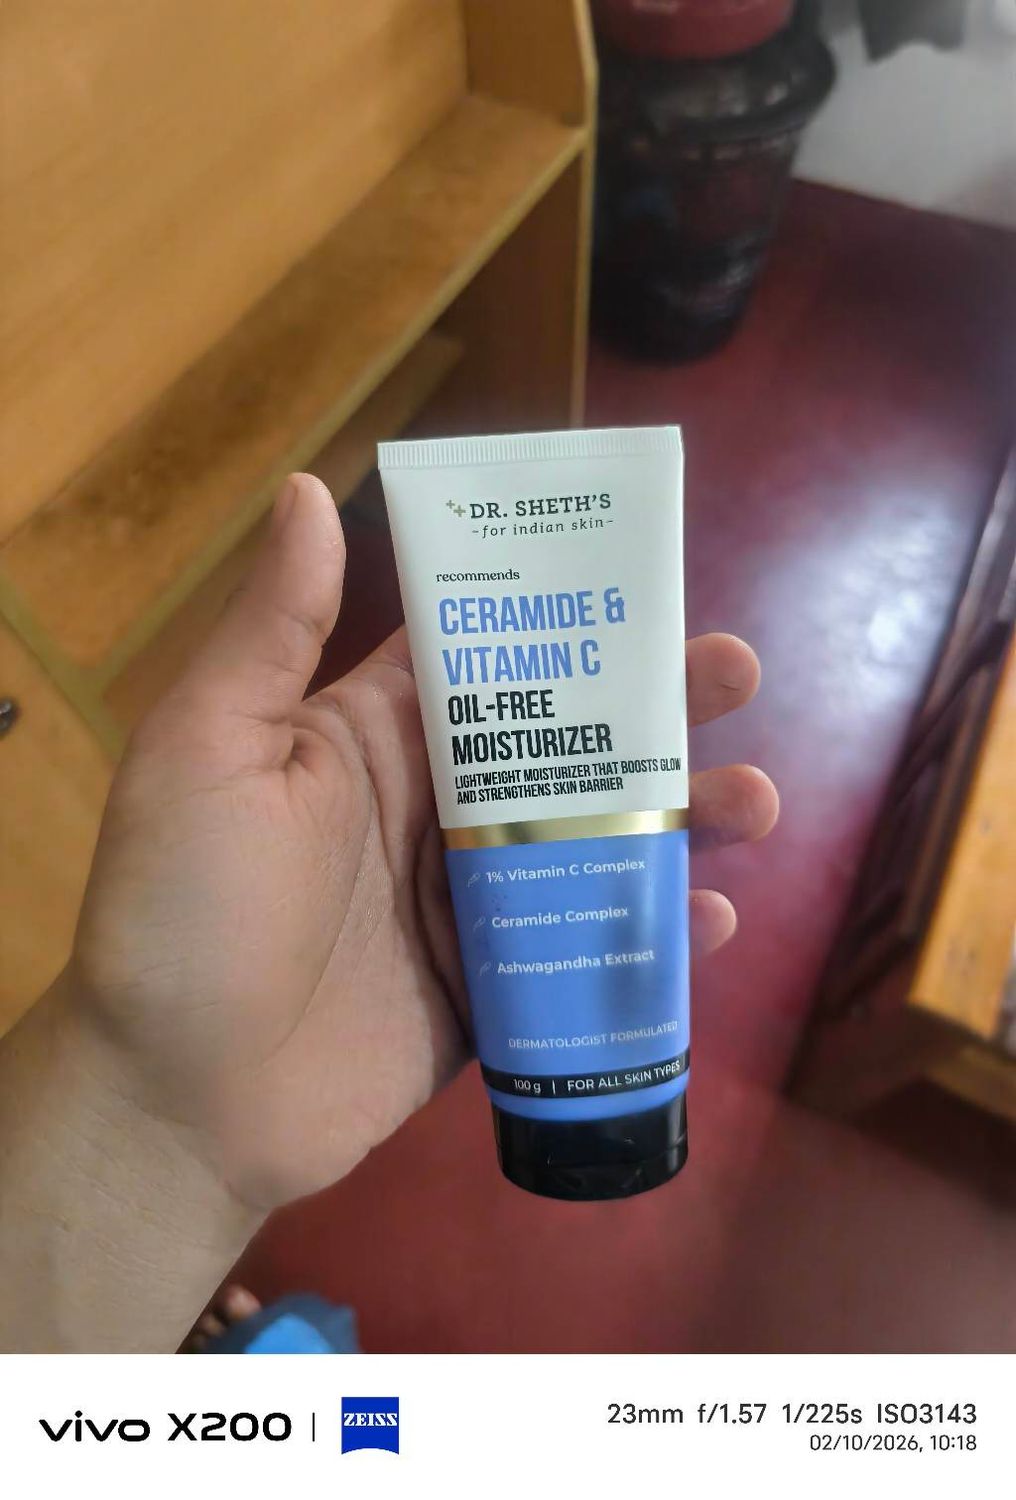 DR. SHETH'S
-for indian skin-
recommends
CERAMIDE &
VITAMIN C
OIL-FREE
MOISTURIZER
LIGHTWEIGHT MOISTURIZER THAT BOOSTS GLOW
AND STRENGTHENS SKIN BARRIER
1% Vitamin C Complex
Ceramide Complex
Ashwagandha Extract
DERMATOLOGIST FORMULATED
100 g | FOR ALL SKIN TYPES
vivo X200 | ZEISS
23mm f/1.57 1/225s ISO3143
02/10/2026, 10:18